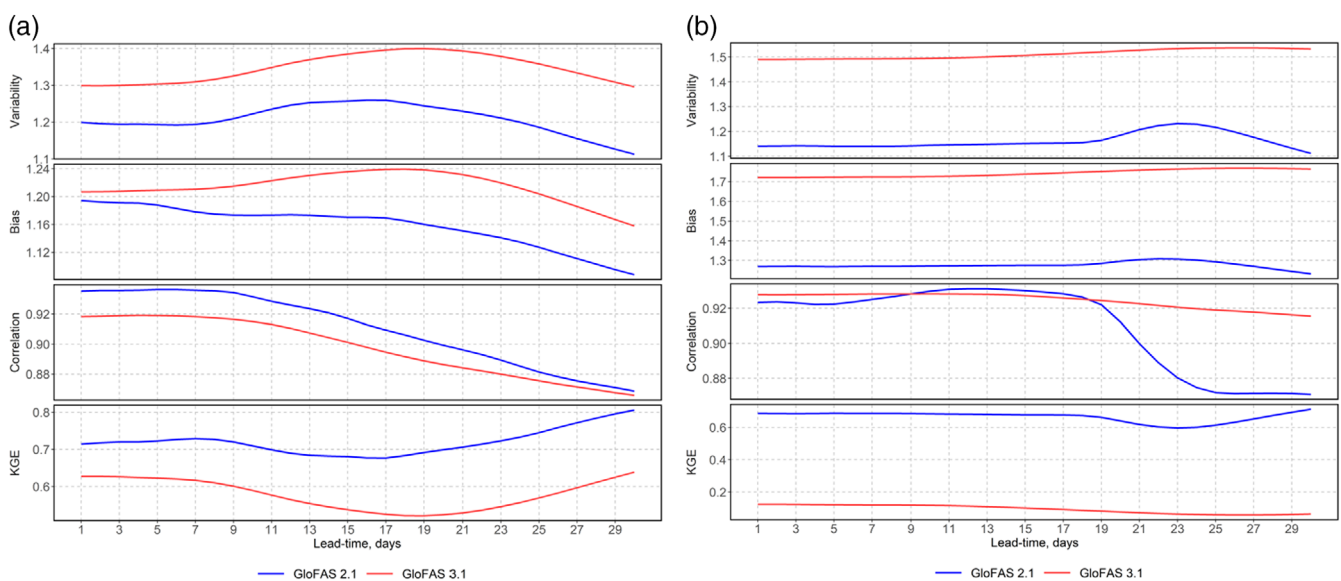 (a)
Variability
1.4
1.3
1.2
1.1
Bias
1.24
1.20
1.16
1.12
Correlation
0.92
0.90
0.88
KGE
0.8
0.7
0.6
1 3 5 7 9 11 13 15 17 19 21 23 25 27 29
Lead-time, days
GloFAS 2.1 GloFAS 3.1
(b)
Variability
1.5
1.4
1.3
1.2
1.1
Bias
1.7
1.6
1.5
1.4
1.3
Correlation
0.92
0.90
0.88
KGE
0.6
0.4
0.2
1 3 5 7 9 11 13 15 17 19 21 23 25 27 29
Lead-time, days
GloFAS 2.1 GloFAS 3.1